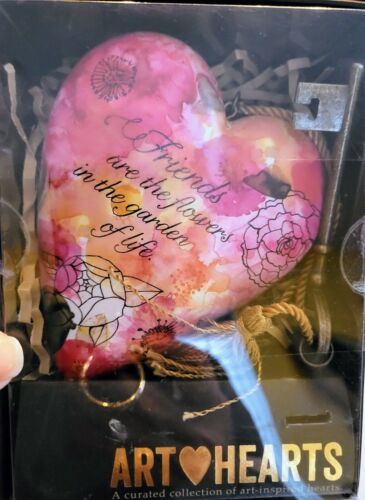 Friends
are the flowers
in the garden
of life.
ART♥HEARTS
A curated collection of art-inspired hearts